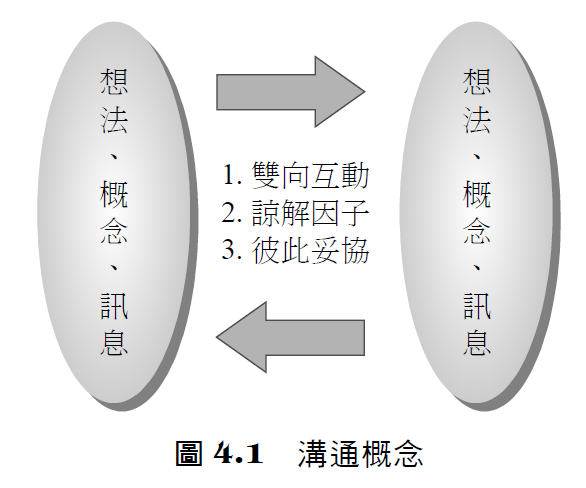 想法、概念、訊息
1. 雙向互動
2. 諒解因子
3. 彼此妥協
想法、概念、訊息
圖 4.1 溝通概念